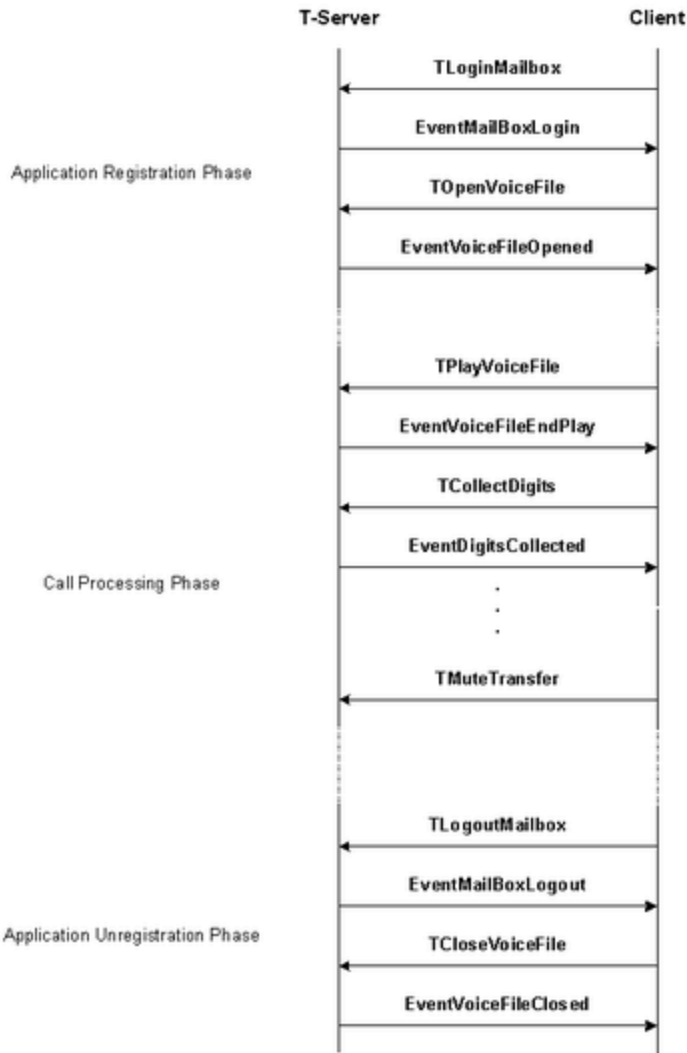 T-Server Client
TLoginMailbox
EventMailBoxLogin
Application Registration Phase
TOpenVoiceFile
EventVoiceFileOpened
TPlayVoiceFile
EventVoiceFileEndPlay
TCollectDigits
EventDigitsCollected
Call Processing Phase
TMuteTransfer
TLogoutMailbox
EventMailBoxLogout
Application Unregistration Phase
TCloseVoiceFile
EventVoiceFileClosed